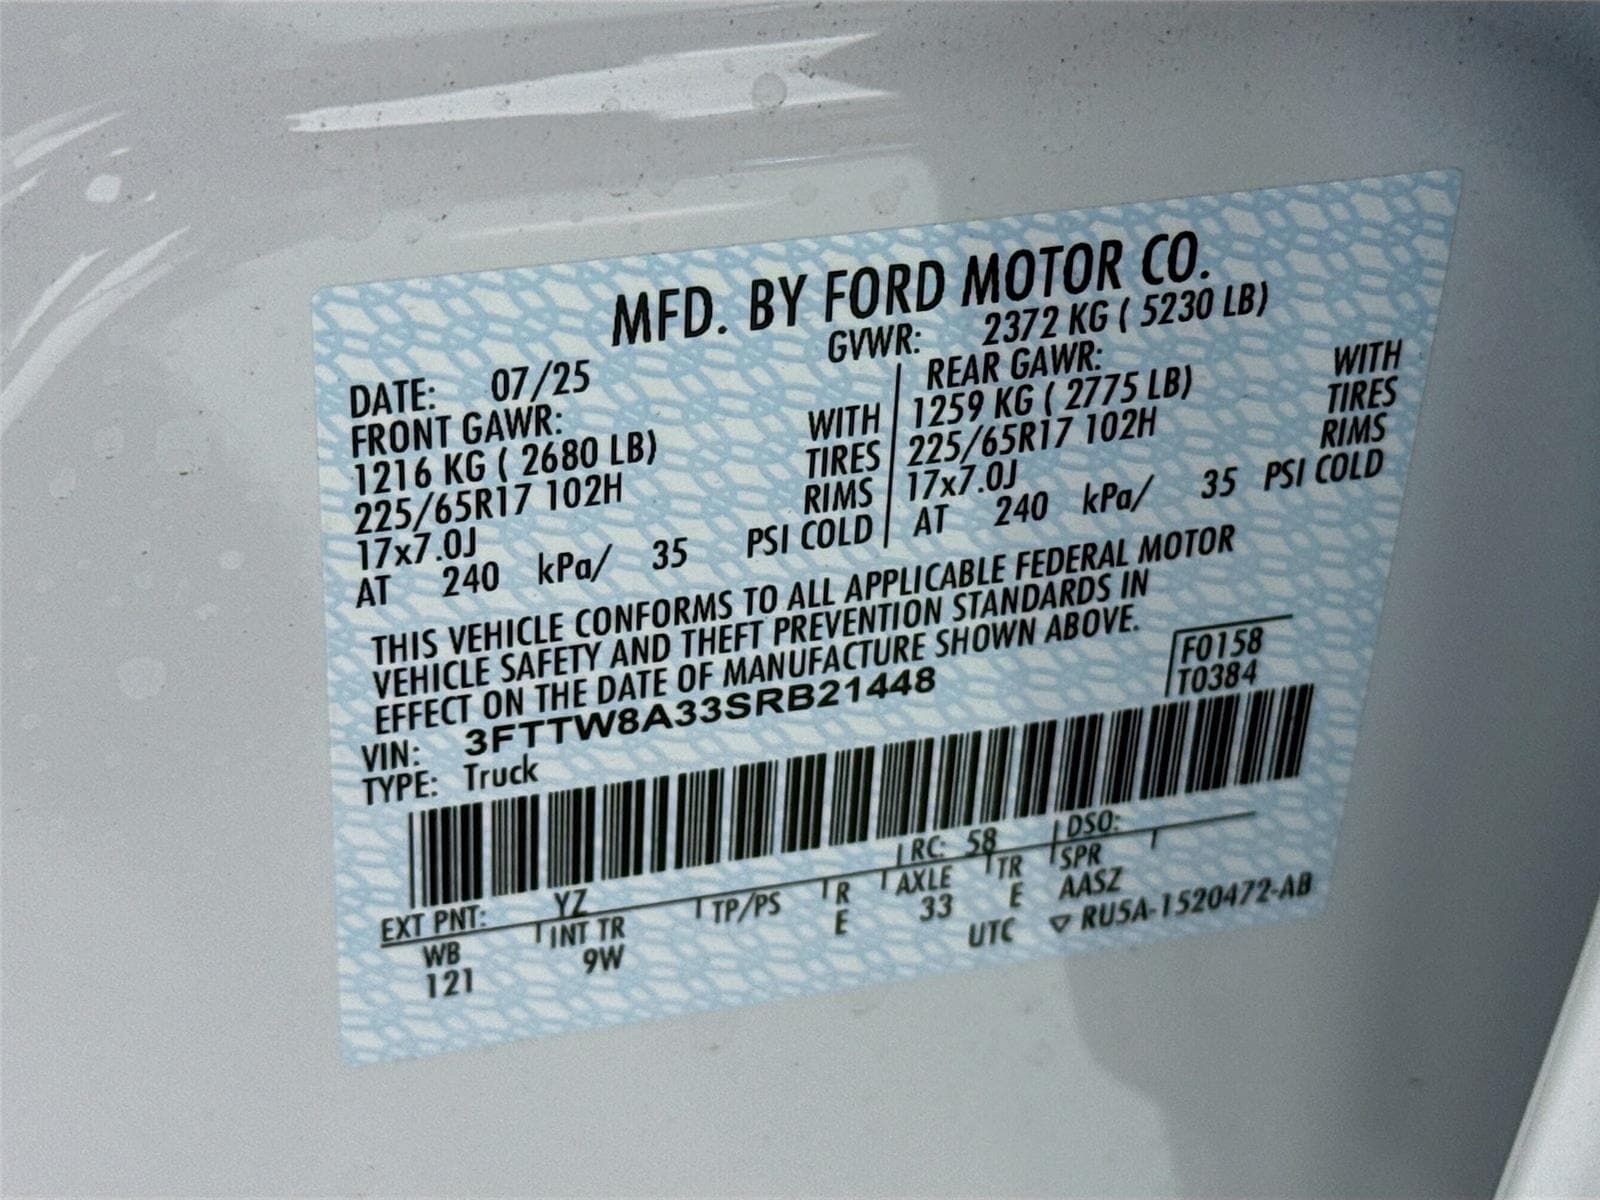 MFD. BY FORD MOTOR CO.
DATE: 07/25 GVWR: 2372 KG ( 5230 LB)
FRONT GAWR: REAR GAWR:
1216 KG ( 2680 LB) WITH 1259 KG ( 2775 LB) WITH
225/65R17 102H TIRES 225/65R17 102H TIRES
17x7.0J RIMS 17x7.0J RIMS
AT 240 kPa/ 35 PSI COLD AT 240 kPa/ 35 PSI COLD
THIS VEHICLE CONFORMS TO ALL APPLICABLE FEDERAL MOTOR
VEHICLE SAFETY AND THEFT PREVENTION STANDARDS IN
EFFECT ON THE DATE OF MANUFACTURE SHOWN ABOVE.
VIN: 3FTTW8A33SRB21448 F0158
TYPE: Truck T0384
EXT PNT: YZ RC: 58 DSO:
WB INT TR TP/PS R AXLE TR SPR
121 9W E 33 E AASZ
UTC ▽ RU5A-1520472-AB